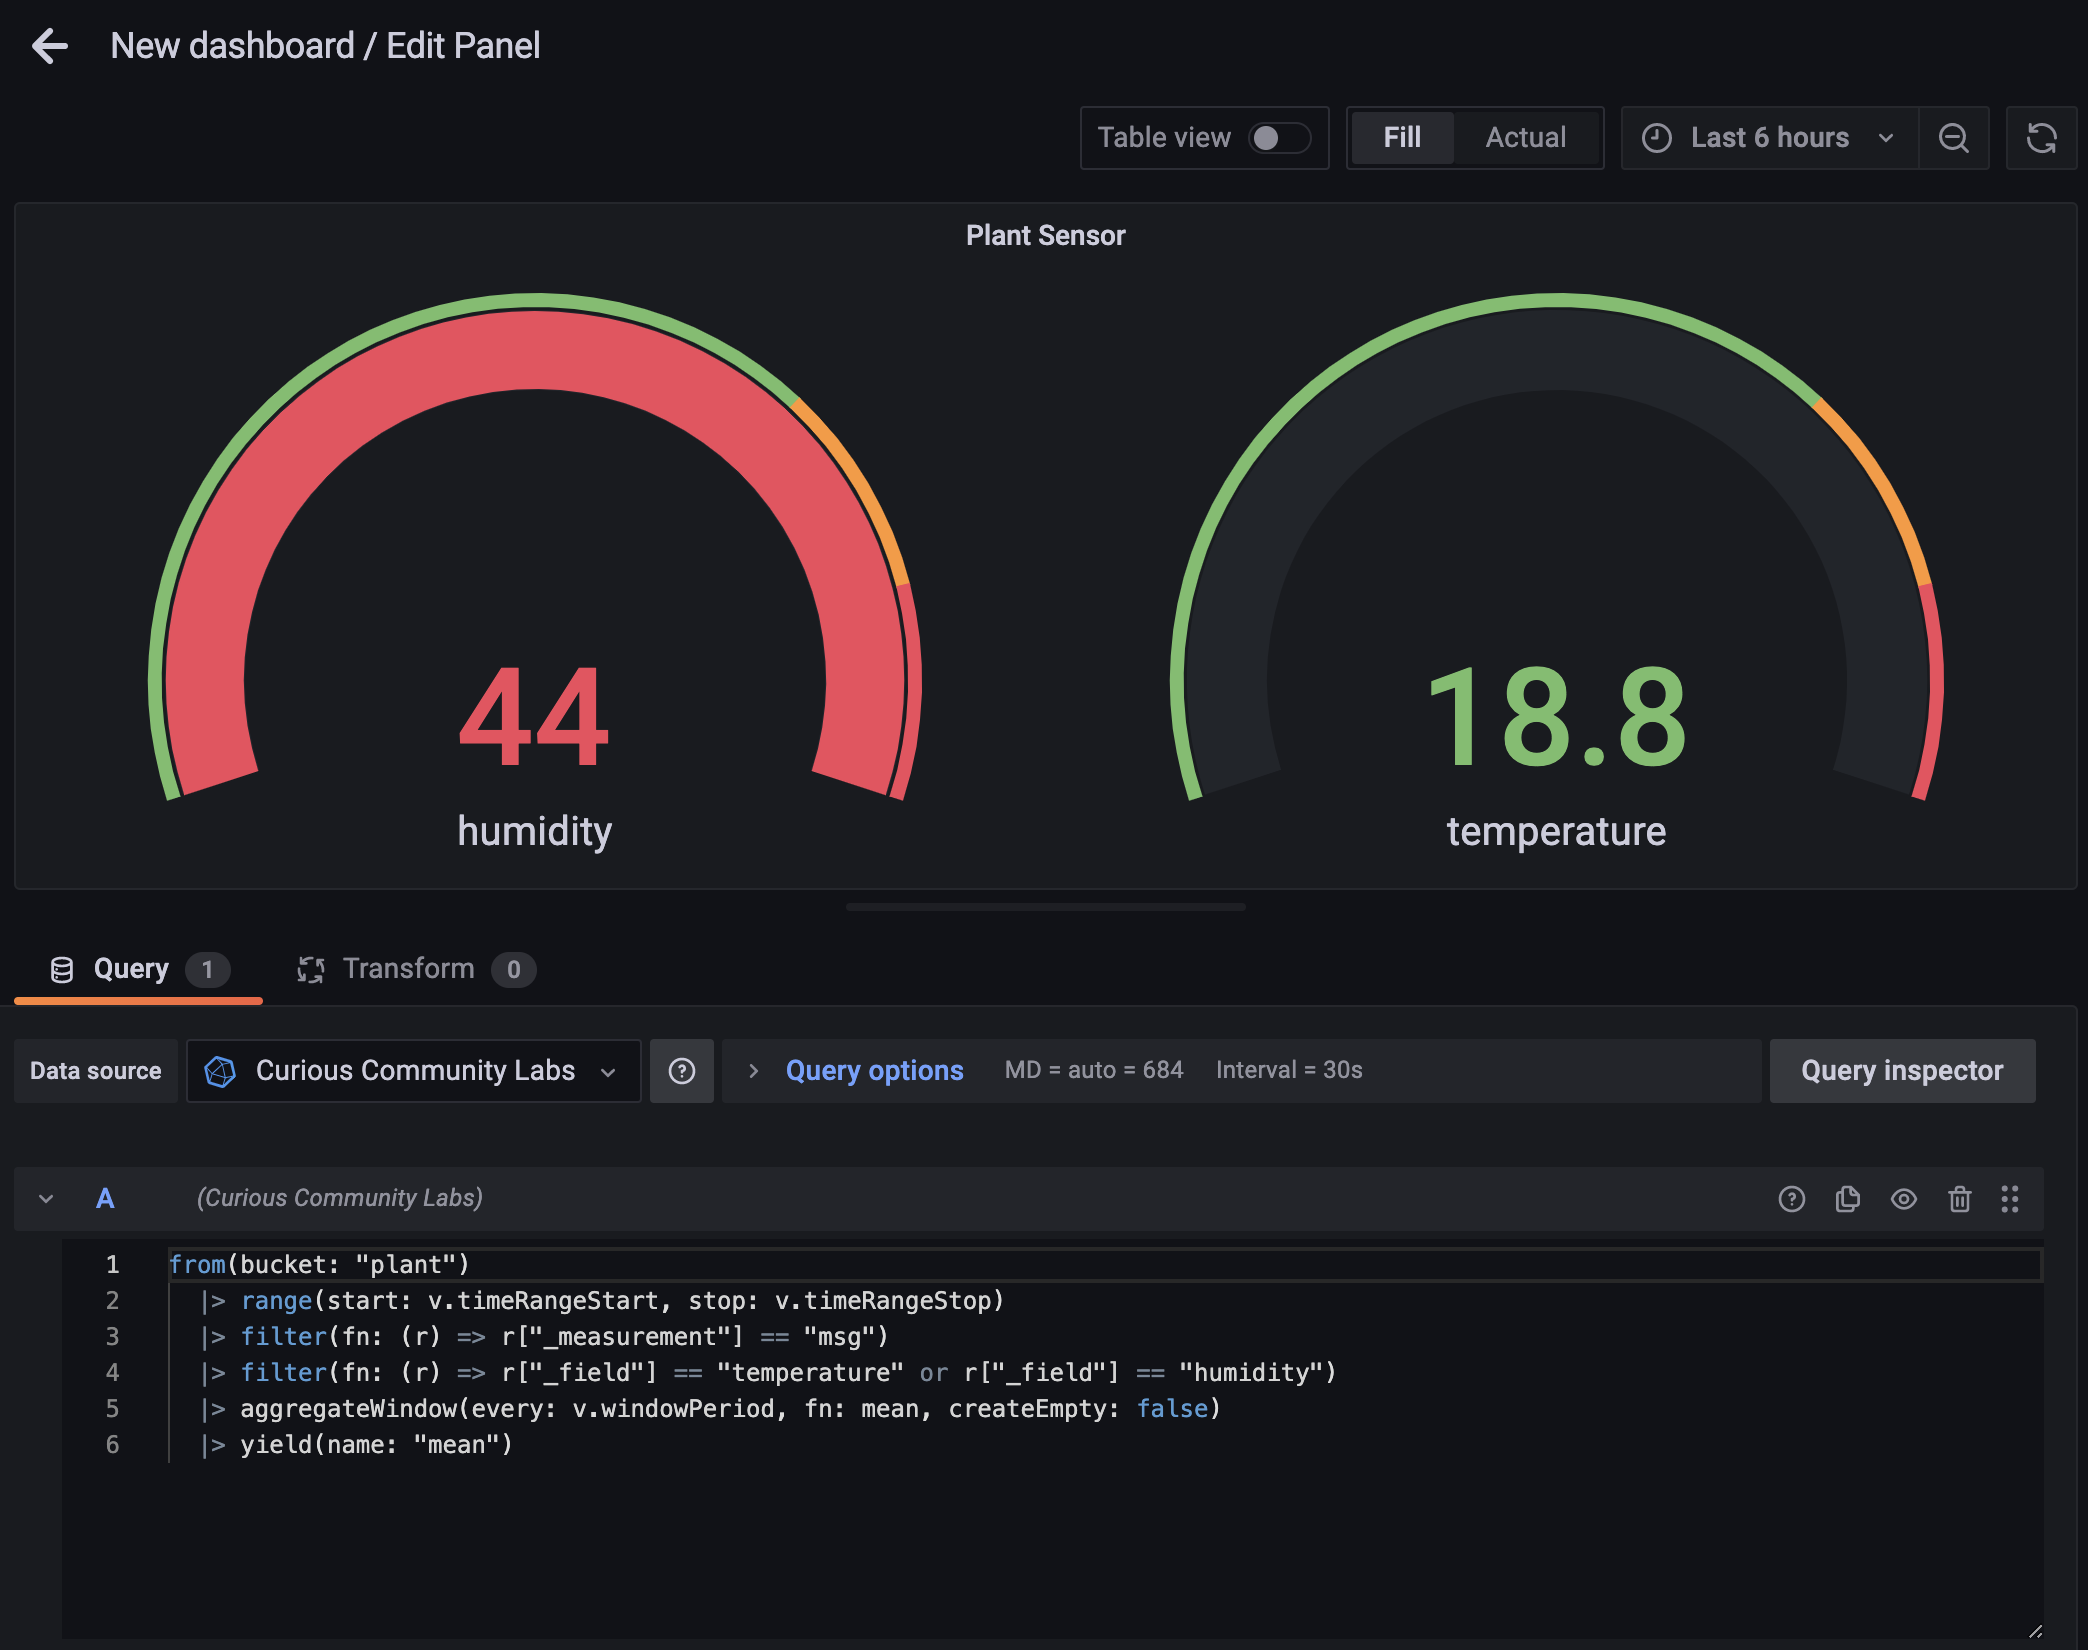 New dashboard / Edit Panel
Table view Fill Actual Last 6 hours
Plant Sensor
44 18.8
humidity temperature
Query 1 Transform 0
Data source Curious Community Labs Query options MD = auto = 684 Interval = 30s Query inspector
A (Curious Community Labs)
1 from(bucket: "plant")
2 |> range(start: v.timeRangeStart, stop: v.timeRangeStop)
3 |> filter(fn: (r) => r["_measurement"] == "msg")
4 |> filter(fn: (r) => r["_field"] == "temperature" or r["_field"] == "humidity")
5 |> aggregateWindow(every: v.windowPeriod, fn: mean, createEmpty: false)
6 |> yield(name: "mean")